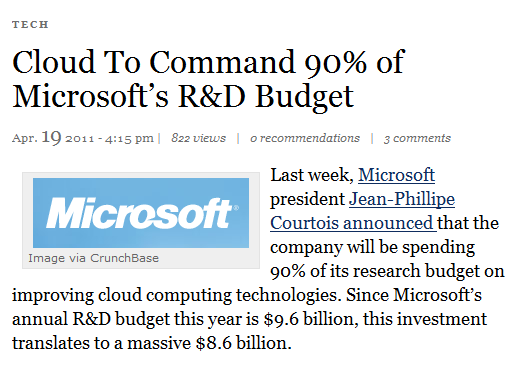 TECH
Cloud To Command 90% of
Microsoft's R&D Budget
Apr. 19 2011 - 4:15 pm | 822 views | 0 recommendations | 3 comments
Microsoft®
Image via CrunchBase
Last week, Microsoft
president Jean-Phillipe
Courtois announced that the
company will be spending
90% of its research budget on
improving cloud computing technologies. Since Microsoft's
annual R&D budget this year is $9.6 billion, this investment
translates to a massive $8.6 billion.